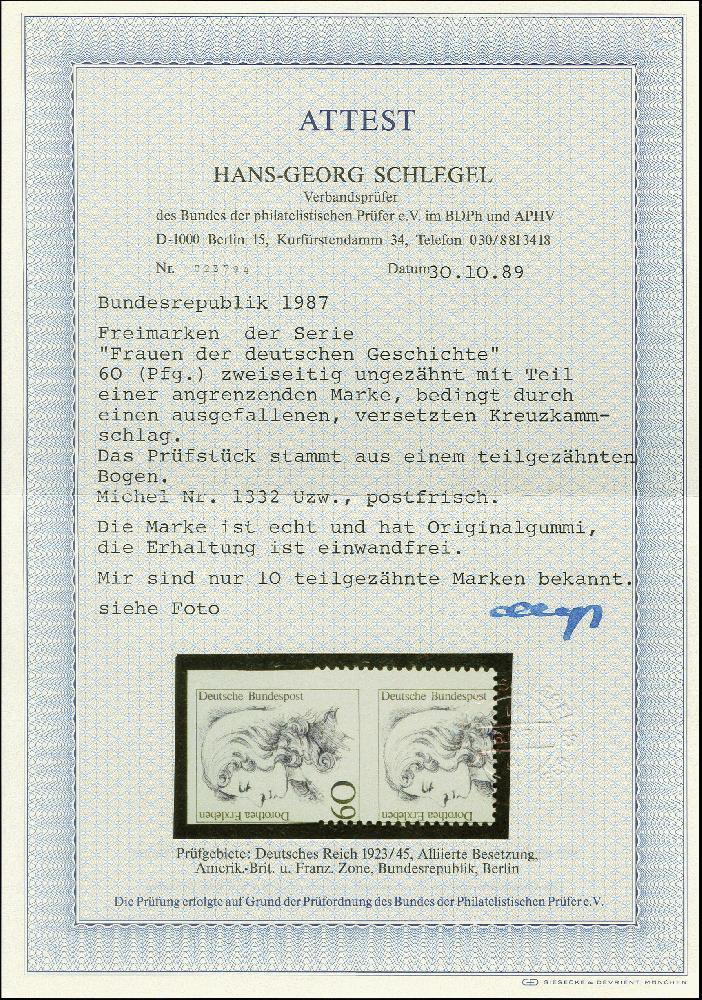 ATTEST
HANS-GEORG SCHLEGEL
Verbandsprüfer
des Bundes der philatelistischen Prüfer e.V. im BDPh und APHV
D-1000 Berlin 15, Kurfürstendamm 34, Telefon 030/8813418
Nr. Datum 30.10.89
Bundesrepublik 1987
Freimarken der Serie
"Frauen der deutschen Geschichte"
60 (Pfg.) zweiseitig ungezähnt mit Teil
einer angrenzenden Marke, bedingt durch
einen ausgefallenen, versetzten Kreuzkamm-
schlag.
Das Prüfstück stammt aus einem teilgezähnten
Bogen.
Michel Nr. 1332 Uzw., postfrisch.
Die Marke ist echt und hat Originalgummi,
die Erhaltung ist einwandfrei.
Mir sind nur 10 teilgezähnte Marken bekannt.
siehe Foto
Deutsche Bundespost Deutsche Bundespost
60
Dorothea Erxleben Dorothea Erxleben
Prüfgebiete: Deutsches Reich 1923/45, Alliierte Besetzung,
Amerik.-Brit. u. Franz. Zone, Bundesrepublik, Berlin
Die Prüfung erfolgte auf Grund der Prüfordnung des Bundes der Philatelistischen Prüfer e.V.
GIESECKE & DEVRIENT MÜNCHEN